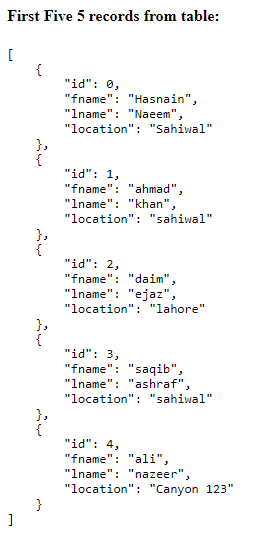 First Five 5 records from table:
[
    {
        "id": 0,
        "fname": "Hasnain",
        "lname": "Naeem",
        "location": "Sahiwal"
    },
    {
        "id": 1,
        "fname": "ahmad",
        "lname": "khan",
        "location": "sahiwal"
    },
    {
        "id": 2,
        "fname": "daim",
        "lname": "ejaz",
        "location": "lahore"
    },
    {
        "id": 3,
        "fname": "saqib",
        "lname": "ashraf",
        "location": "sahiwal"
    },
    {
        "id": 4,
        "fname": "ali",
        "lname": "nazeer",
        "location": "Canyon 123"
    }
]